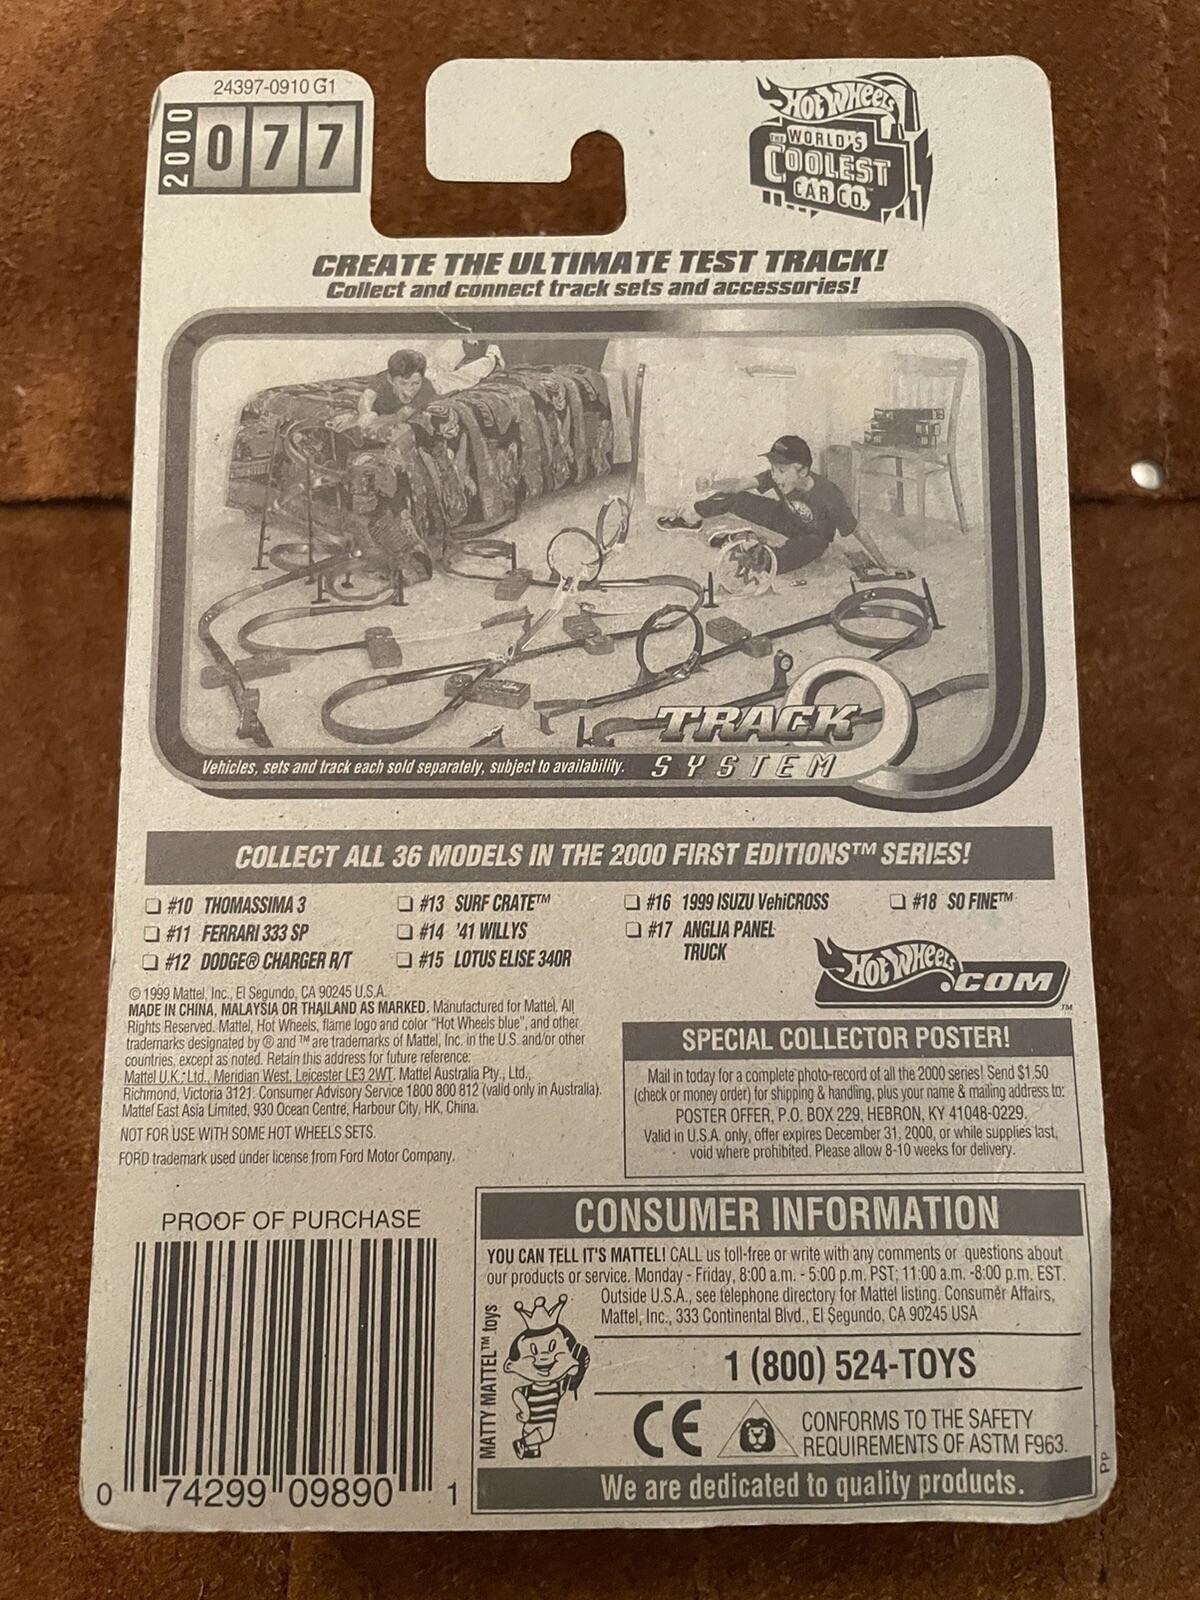 24397-0910 G1
2000
077
HOT WHEELS
THE WORLD'S
COOLEST
CAR CO.™
CREATE THE ULTIMATE TEST TRACK!
Collect and connect track sets and accessories!
TRACK
SYSTEM
Vehicles, sets and track each sold separately, subject to availability.
COLLECT ALL 36 MODELS IN THE 2000 FIRST EDITIONS™ SERIES!
❏ #10 THOMASSIMA 3
❏ #11 FERRARI 333 SP
❏ #12 DODGE® CHARGER R/T
❏ #13 SURF CRATE™
❏ #14 '41 WILLYS
❏ #15 LOTUS ELISE 340R
❏ #16 1999 ISUZU VehiCROSS
❏ #17 ANGLIA PANEL
TRUCK
❏ #18 SO FINE™
HOT WHEELS
.COM
™
© 1999 Mattel, Inc., El Segundo, CA 90245 U.S.A.
MADE IN CHINA, MALAYSIA OR THAILAND AS MARKED. Manufactured for Mattel. All
Rights Reserved. Mattel, Hot Wheels, flame logo and color "Hot Wheels blue", and other
trademarks designated by ® and ™ are trademarks of Mattel, Inc. in the U.S. and/or other
countries, except as noted. Retain this address for future reference:
Mattel U.K. Ltd., Meridian West, Leicester LE3 2WT. Mattel Australia Pty., Ltd.,
Richmond, Victoria 3121. Consumer Advisory Service 1800 800 812 (valid only in Australia).
Mattel East Asia Limited, 930 Ocean Centre, Harbour City, HK, China.
NOT FOR USE WITH SOME HOT WHEELS SETS.
FORD trademark used under license from Ford Motor Company.
SPECIAL COLLECTOR POSTER!
Mail in today for a complete photo-record of all the 2000 series! Send $1.50
(check or money order) for shipping & handling, plus your name & mailing address to:
POSTER OFFER, P.O. BOX 229, HEBRON, KY 41048-0229.
Valid in U.S.A. only, offer expires December 31, 2000, or while supplies last,
void where prohibited. Please allow 8-10 weeks for delivery.
PROOF OF PURCHASE
0 74299 09890 1
CONSUMER INFORMATION
YOU CAN TELL IT'S MATTEL! CALL us toll-free or write with any comments or questions about
our products or service. Monday - Friday, 8:00 a.m. - 5:00 p.m. PST; 11:00 a.m. -8:00 p.m. EST.
Outside U.S.A., see telephone directory for Mattel listing. Consumer Affairs,
Mattel, Inc., 333 Continental Blvd., El Segundo, CA 90245 USA
MATTY MATTEL™ toys
1 (800) 524-TOYS
CE
CONFORMS TO THE SAFETY
REQUIREMENTS OF ASTM F963.
We are dedicated to quality products.
PP